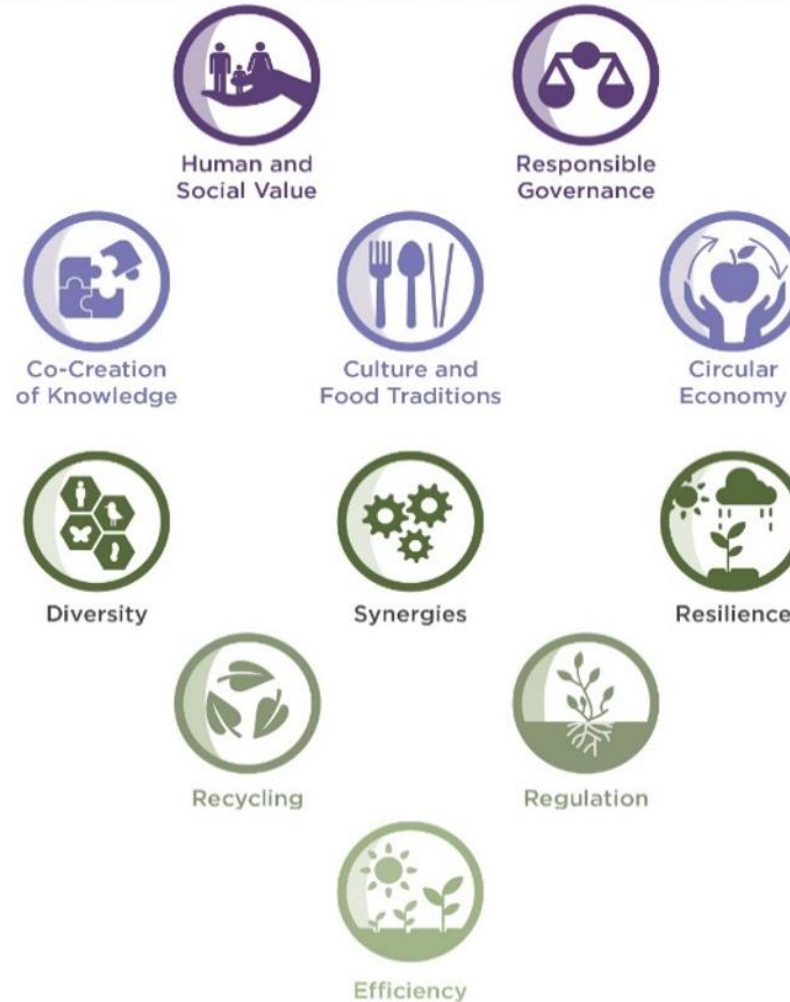 Human and
Social Value
Responsible
Governance
Co-Creation
of Knowledge
Culture and
Food Traditions
Circular
Economy
Diversity
Synergies
Resilience
Recycling
Regulation
Efficiency